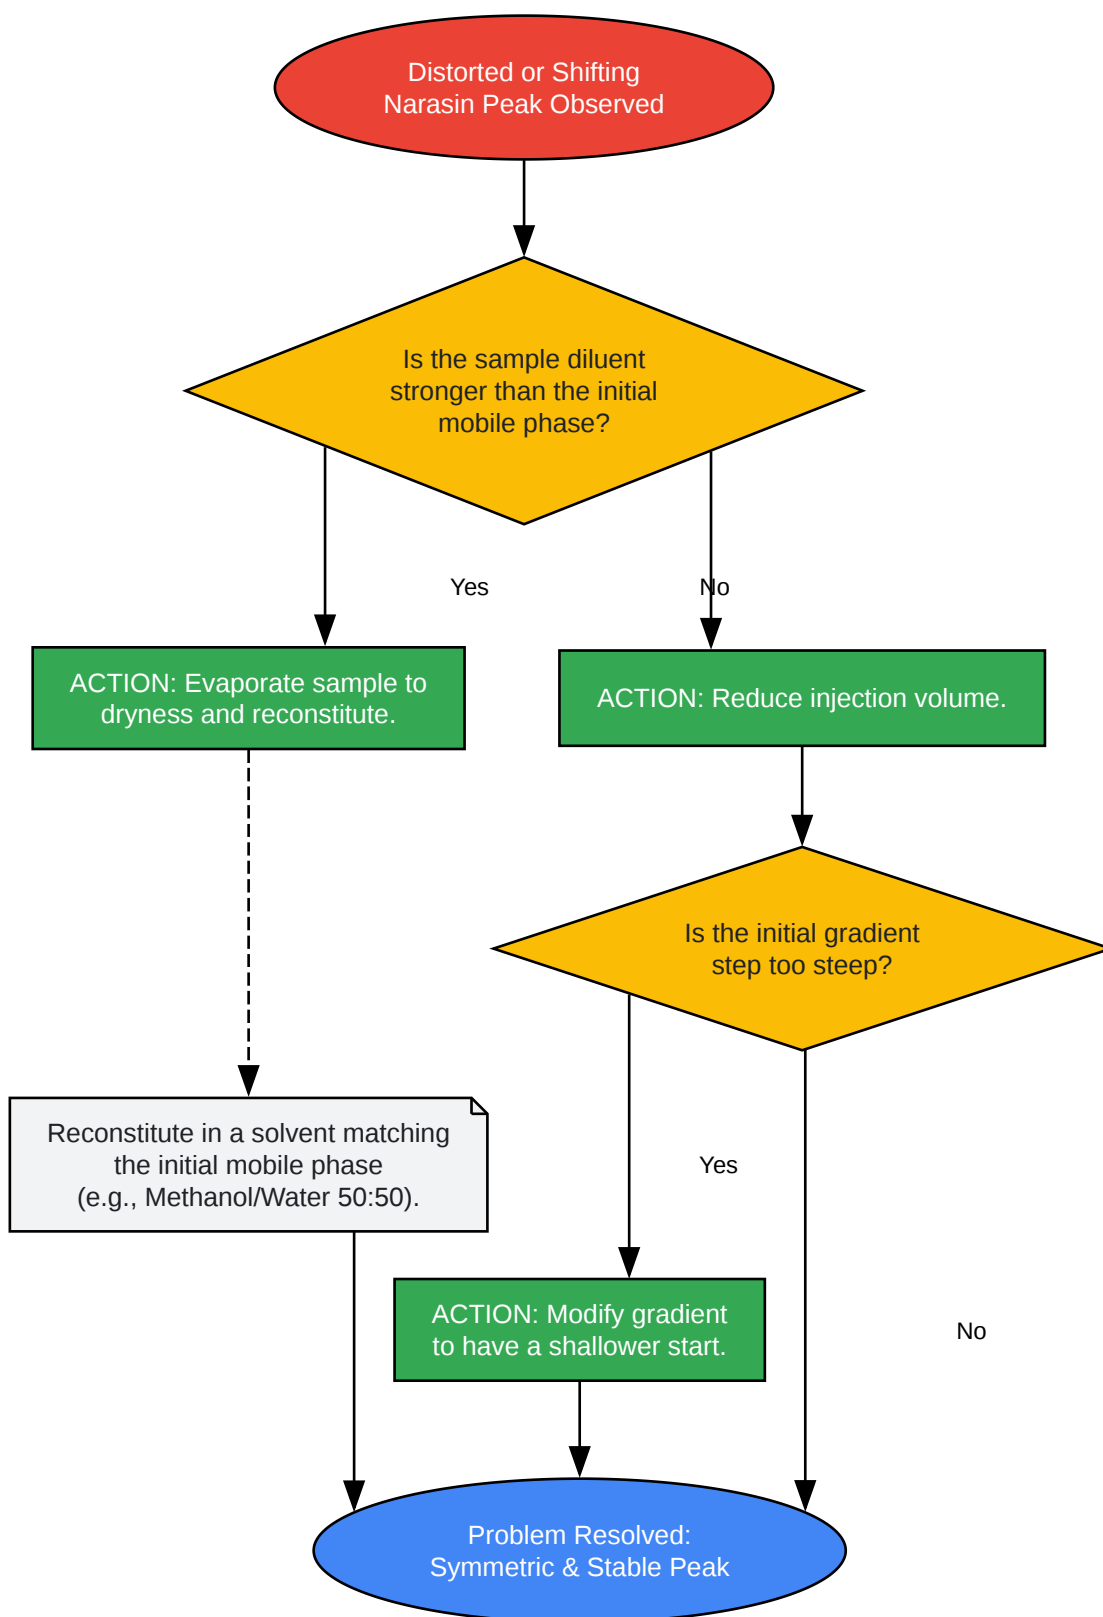 Distorted or Shifting
Narasin Peak Observed
Is the sample diluent
stronger than the initial
mobile phase?
Yes
No
ACTION: Evaporate sample to
dryness and reconstitute.
ACTION: Reduce injection volume.
Is the initial gradient
step too steep?
Reconstitute in a solvent matching
the initial mobile phase
(e.g., Methanol/Water 50:50).
Yes
ACTION: Modify gradient
to have a shallower start.
No
Problem Resolved:
Symmetric & Stable Peak